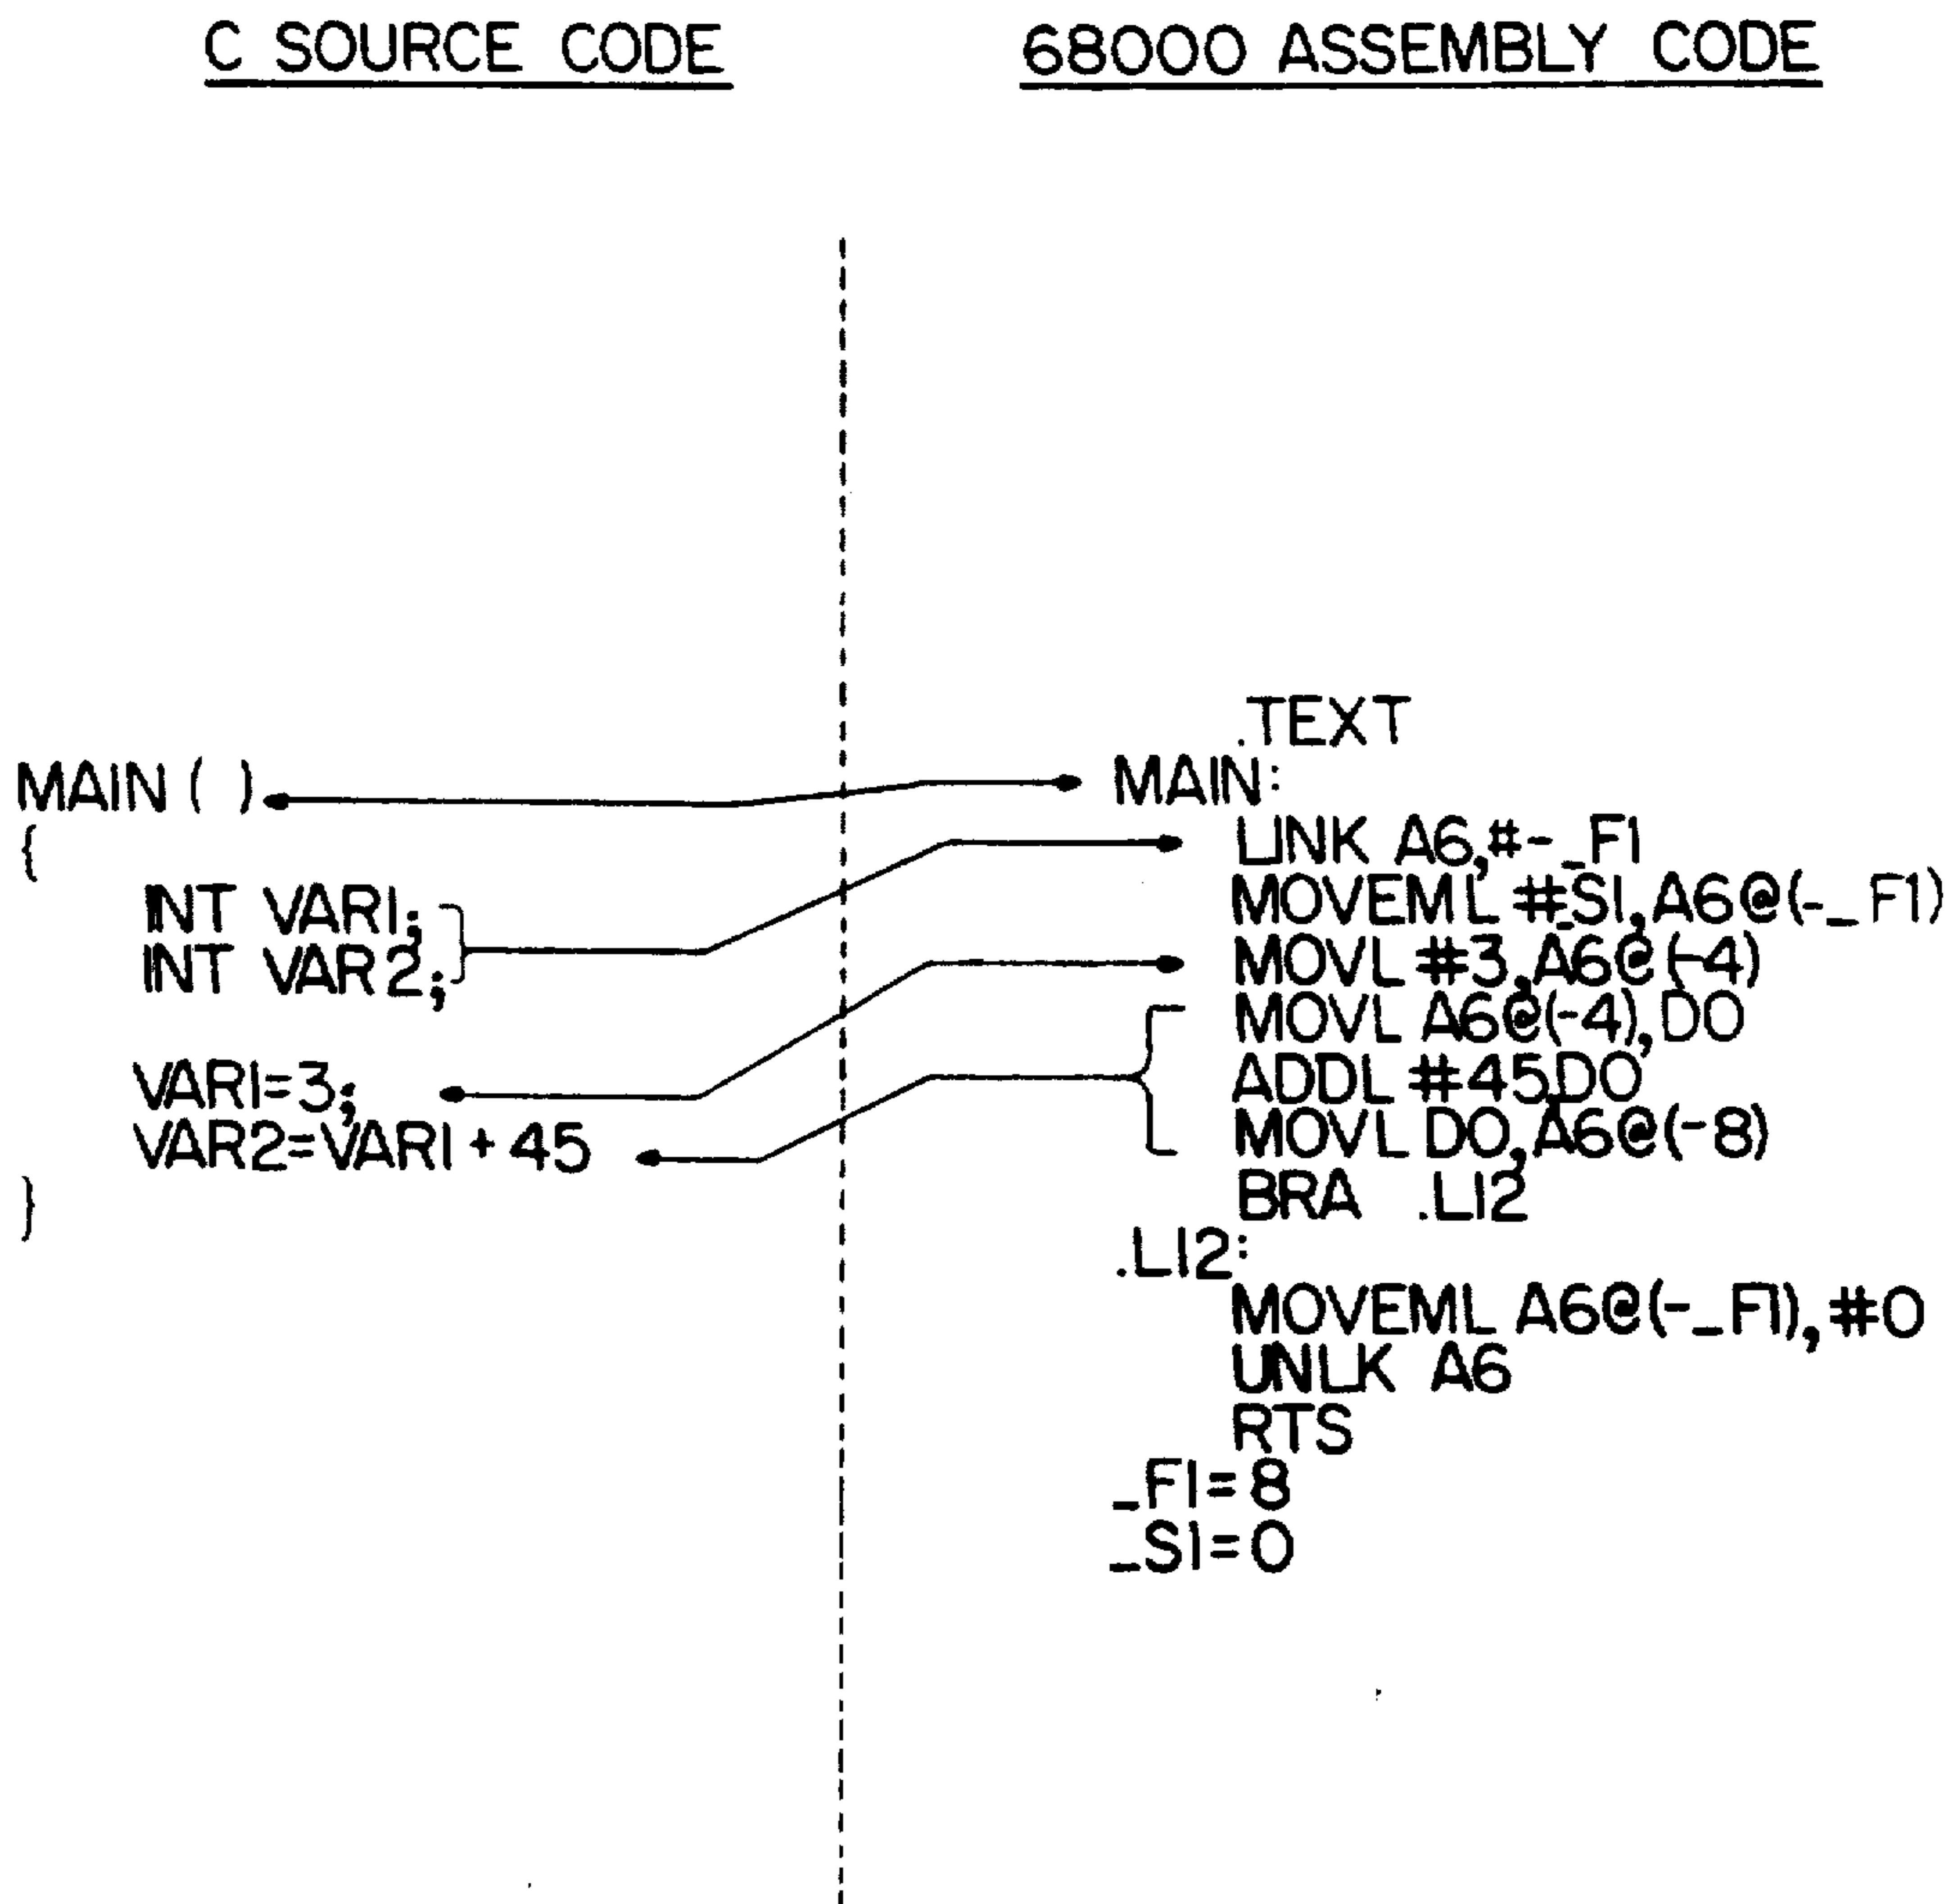 C SOURCE CODE
68000 ASSEMBLY CODE
MAIN ( )
{
INT VAR1;
INT VAR2;
VAR1=3;
VAR2=VAR1+45
}
.TEXT
MAIN:
LINK A6,#-_F1
MOVEML #_S1,A6@(-_F1)
MOVL #3,A6@(-4)
MOVL A6@(-4),D0
ADDL #45,D0
MOVL D0,A6@(-8)
BRA .L12
.L12:
MOVEML A6@(-_F1),#0
UNLK A6
RTS
_F1=8
_S1=0